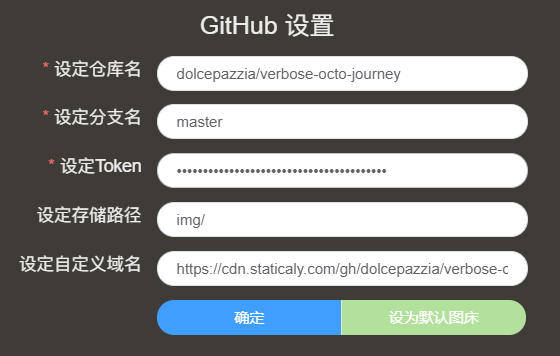 GitHub 设置
* 设定仓库名 dolcepazzia/verbose-octo-journey
* 设定分支名 master
* 设定Token ••••••••••••••••••••••••••••••••••••••••
设定存储路径 img/
设定自定义域名 https://cdn.staticaly.com/gh/dolcepazzia/verbose-c
确定 设为默认图床